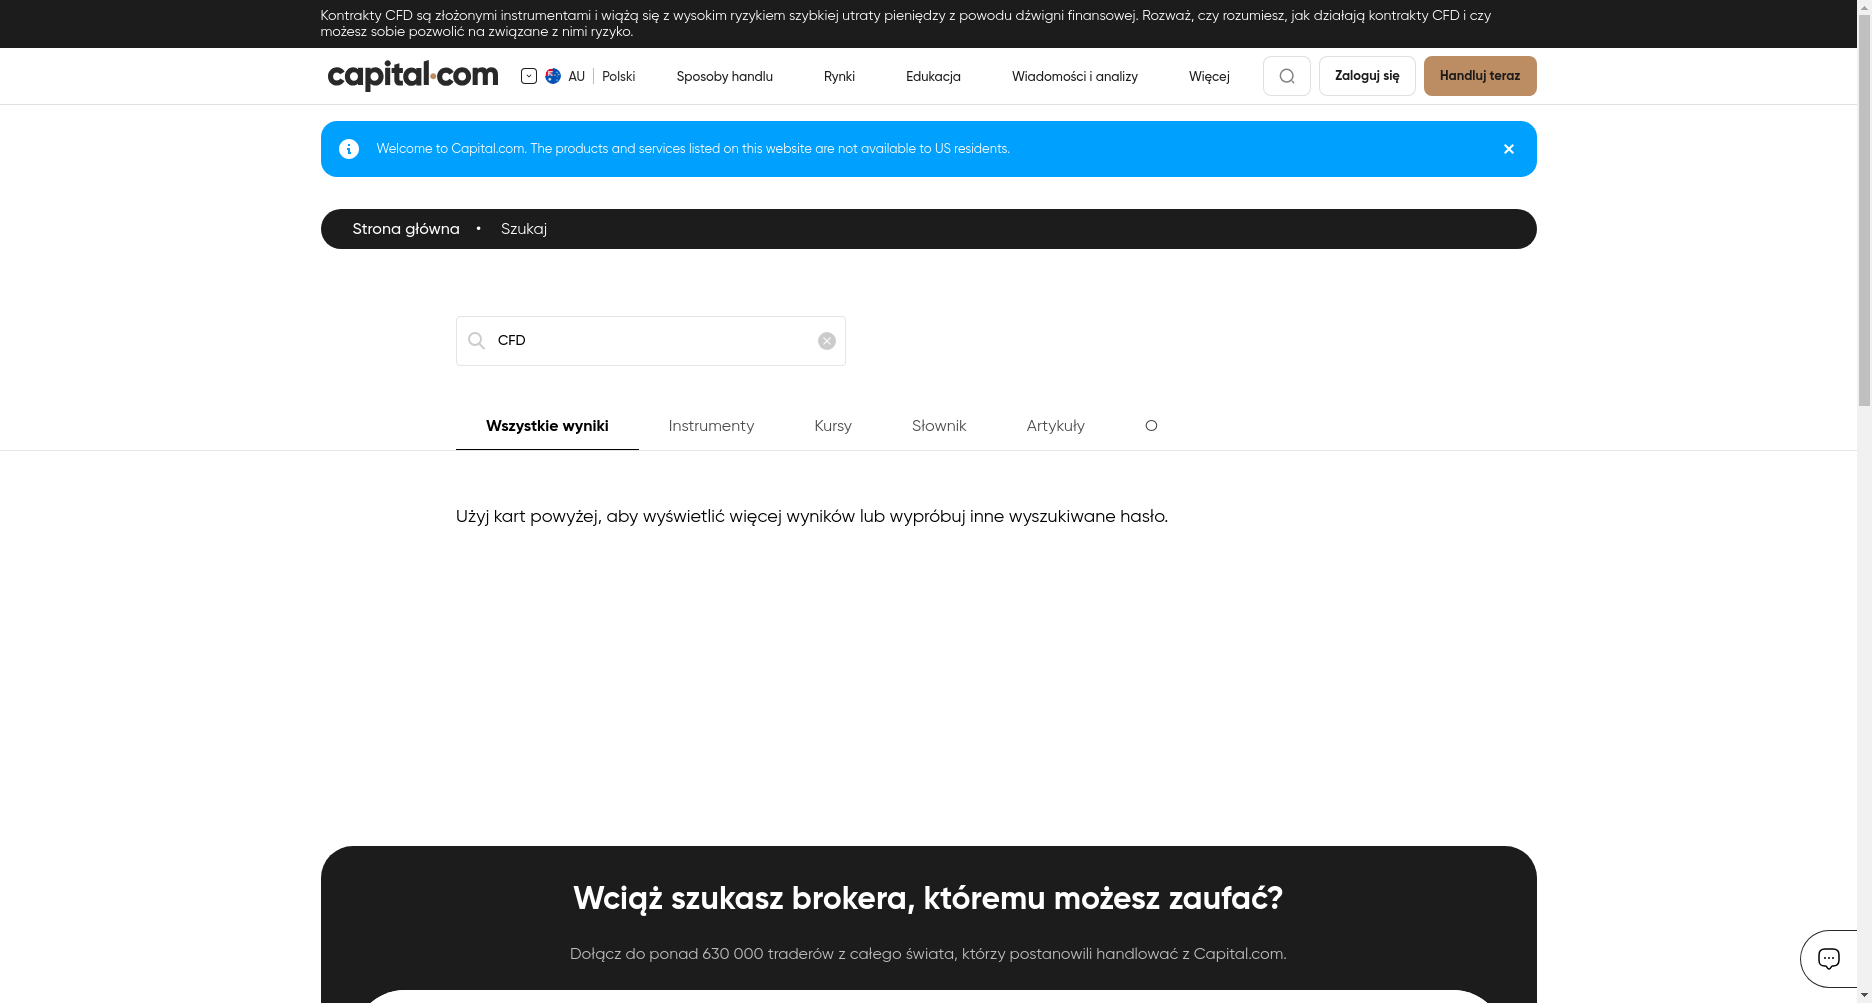 Kontrakty CFD są złożonymi instrumentami i wiążą się z wysokim ryzykiem szybkiej utraty pieniędzy z powodu dźwigni finansowej. Rozważ, czy rozumiesz, jak działają kontrakty CFD i czy
możesz sobie pozwolić na związane z nimi ryzyko.
capital.com AU Polski Sposoby handlu Rynki Edukacja Wiadomości i analizy Więcej Zaloguj się Handluj teraz
Welcome to Capital.com. The products and services listed on this website are not available to US residents.
Strona główna • Szukaj
CFD
Wszystkie wyniki Instrumenty Kursy Słownik Artykuły O
Użyj kart powyżej, aby wyświetlić więcej wyników lub wypróbuj inne wyszukiwane hasło.
Wciąż szukasz brokera, któremu możesz zaufać?
Dołącz do ponad 630 000 traderów z całego świata, którzy postanowili handlować z Capital.com.